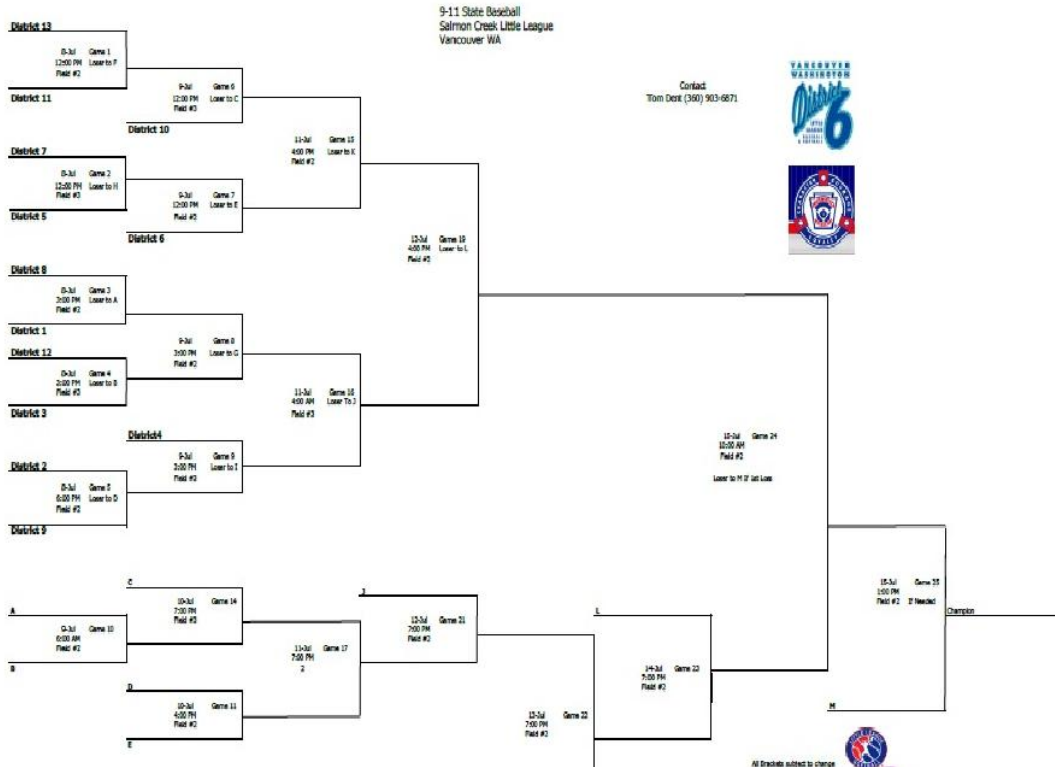 9-11 State Baseball
Salmon Creek Little League
Vancouver WA
Contact
Tom Dent (360) 903-6871
VANCOUVER
WASHINGTON
District
6
District 13
8-Jul Game 1
12:00 PM Loser to F
Field #2
District 11
9-Jul Game 6
12:00 PM Loser to C
Field #3
District 10
District 7
8-Jul Game 2
12:00 PM Loser to H
Field #3
District 5
9-Jul Game 7
12:00 PM Loser to E
Field #2
District 6
11-Jul Game 15
4:00 PM Loser to K
Field #2
District 8
8-Jul Game 3
3:00 PM Loser to A
Field #2
District 1
District 12
8-Jul Game 4
3:00 PM Loser to B
Field #3
District 3
9-Jul Game 8
3:00 PM Loser to G
Field #2
11-Jul Game 16
4:00 AM Loser To J
Field #3
District4
9-Jul Game 9
3:00 PM Loser to I
Field #3
District 2
8-Jul Game 5
6:00 PM Loser to D
Field #2
District 9
Game 19
4:00 PM Loser to L
Field #3
15-Jul Game 24
10:00 AM
Field #2
Loser to M If 1st Loss
15-Jul Game 25
1:00 PM
Field #2 If Needed
Champion
M
C
10-Jul Game 14
7:00 PM
A
9-Jul Game 10
6:00 AM
Field #2
B
D
10-Jul Game 11
4:00 PM
Field #2
E
11-Jul Game 17
7:00 PM
2
J
12-Jul Game 21
7:00 PM
Field #2
Game 22
7:00 PM
Field #2
L
14-Jul Game 23
7:00 PM
Field #2
All Brackets subject to change